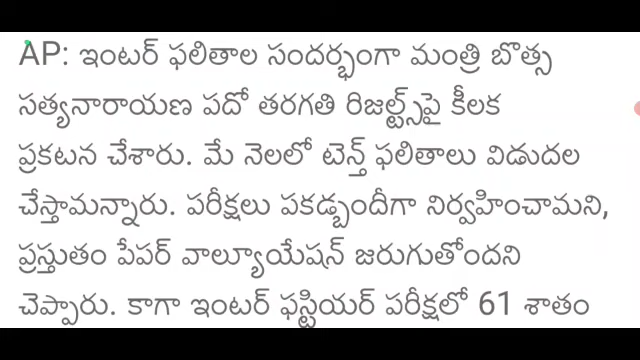 AP: ఇంటర్ ఫలితాల సందర్భంగా మంత్రి బొత్స
సత్యనారాయణ పదో తరగతి రిజల్ట్స్‌పై కీలక
ప్రకటన చేశారు. మే నెలలో టెన్త్ ఫలితాలు విడుదల
చేస్తామన్నారు. పరీక్షలు పకడ్బందీగా నిర్వహించామని,
ప్రస్తుతం పేపర్ వాల్యూయేషన్ జరుగుతోందని
చెప్పారు. కాగా ఇంటర్ ఫస్టియర్ పరీక్షలో 61 శాతం